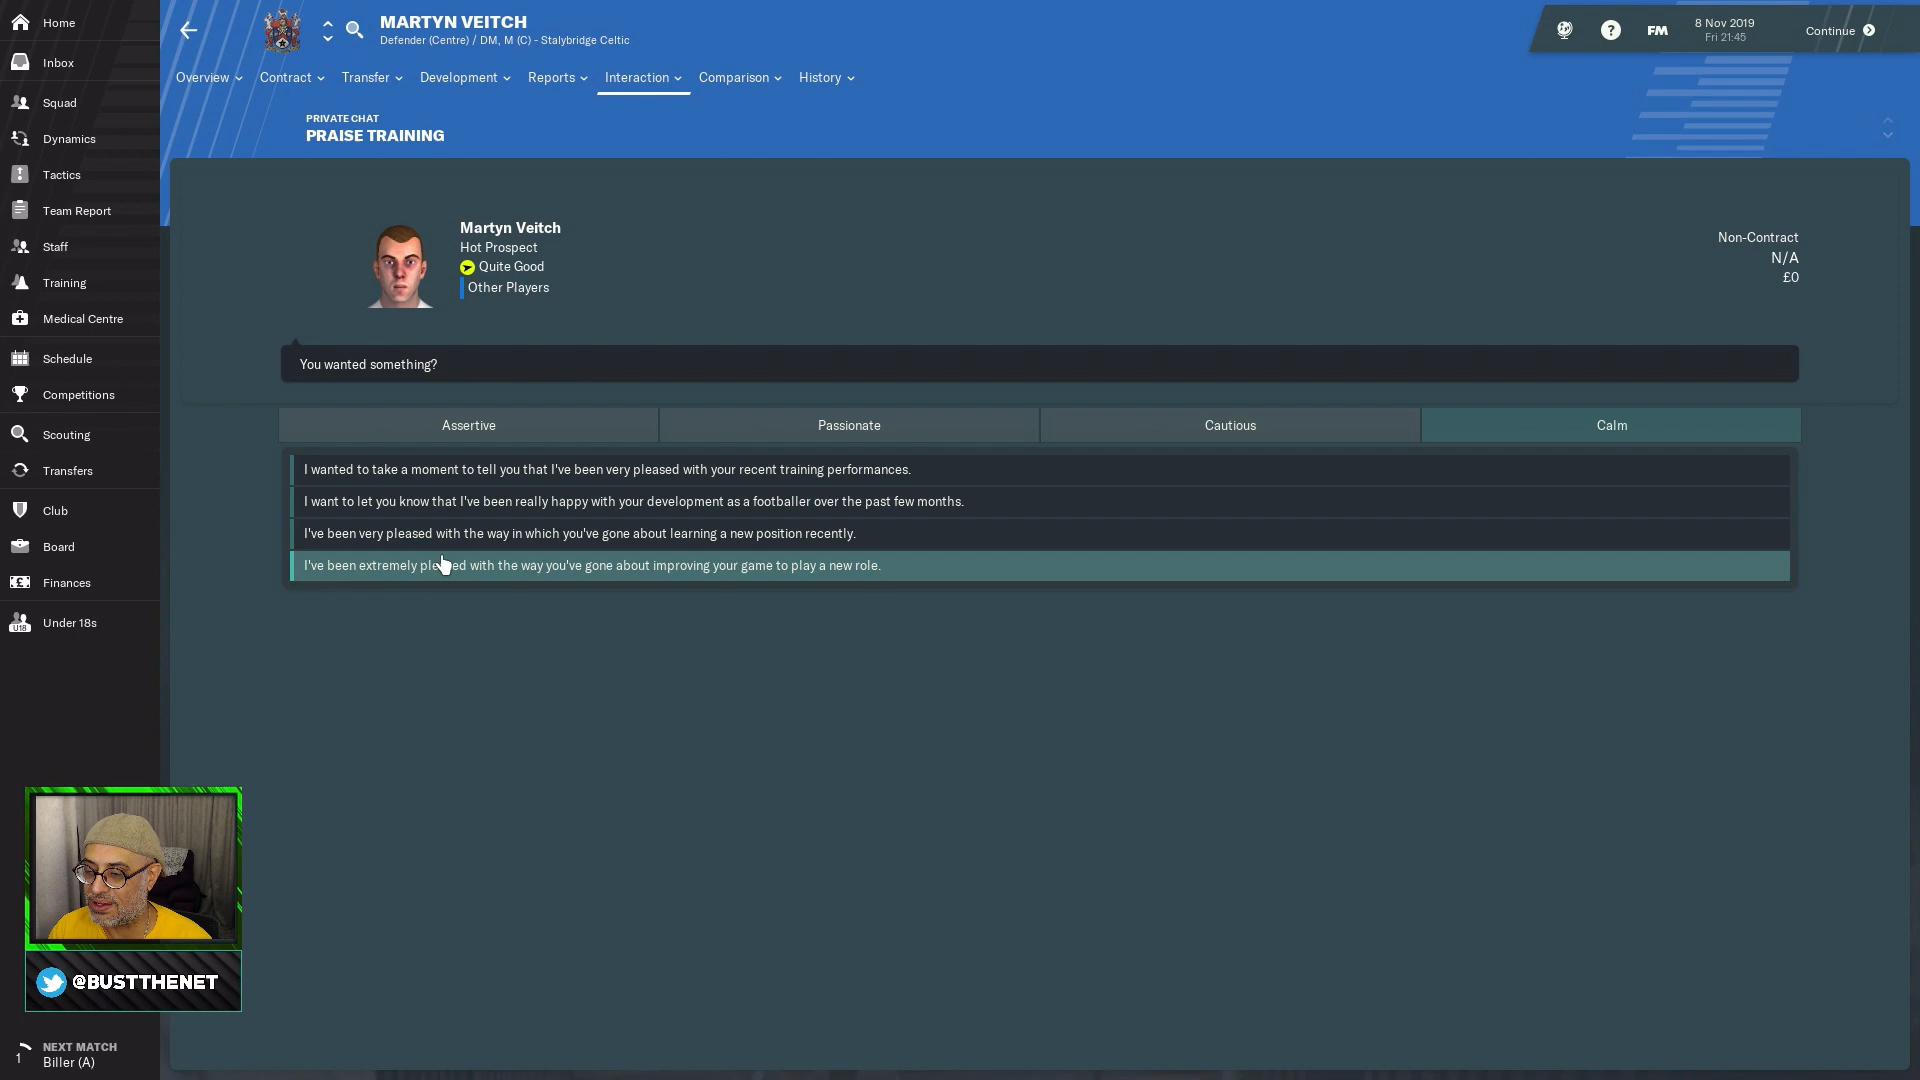 Home
Inbox
Squad
Dynamics
Tactics
Team Report
Staff
Training
Medical Centre
Schedule
Competitions
Scouting
Transfers
Club
Board
Finances
U18
Under 18s
MARTYN VEITCH
Defender (Centre) / DM, M (C) - Stalybridge Celtic
?
FM
8 Nov 2019
Fri 21:45
Continue
Overview
Contract
Transfer
Development
Reports
Interaction
Comparison
History
PRIVATE CHAT
PRAISE TRAINING
Martyn Veitch
Hot Prospect
Quite Good
Other Players
Non-Contract
N/A
£0
You wanted something?
Assertive
Passionate
Cautious
Calm
I wanted to take a moment to tell you that I've been very pleased with your recent training performances.
I want to let you know that I've been really happy with your development as a footballer over the past few months.
I've been very pleased with the way in which you've gone about learning a new position recently.
I've been extremely pleased with the way you've gone about improving your game to play a new role.
@BUSTTHENET
1
NEXT MATCH
Biller (A)